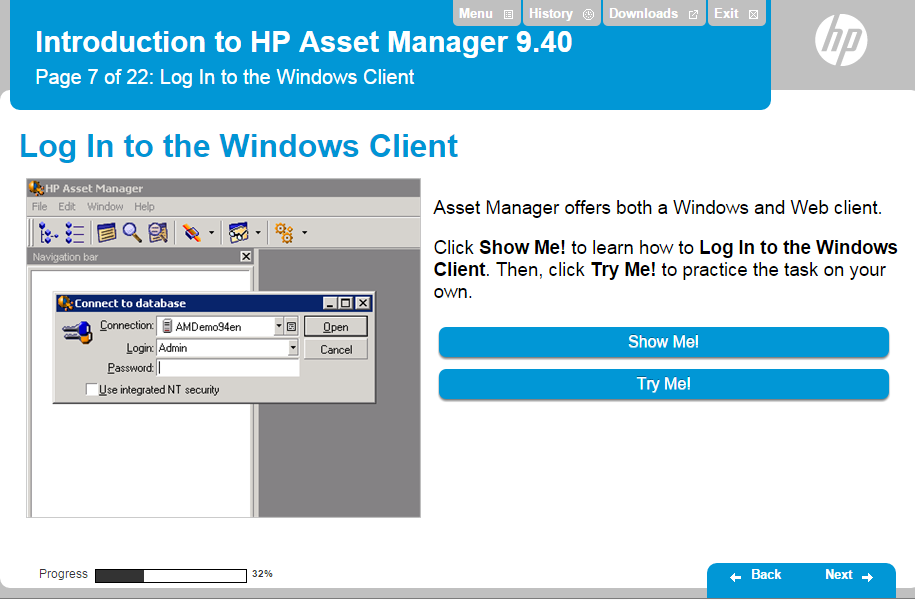 Menu History Downloads Exit
Introduction to HP Asset Manager 9.40
Page 7 of 22: Log In to the Windows Client
hp
Log In to the Windows Client
HP Asset Manager
File Edit Window Help
Navigation bar
Connect to database
Connection: AMDemo94en Open
Login: Admin Cancel
Password:
Use integrated NT security
Asset Manager offers both a Windows and Web client.
Click Show Me! to learn how to Log In to the Windows
Client. Then, click Try Me! to practice the task on your
own.
Show Me!
Try Me!
Progress 32%
Back Next